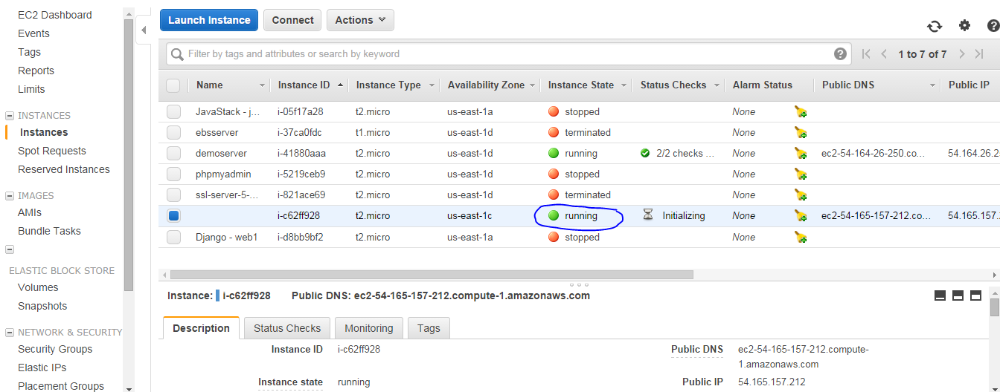 EC2 Dashboard
Events
Tags
Reports
Limits
INSTANCES
Instances
Spot Requests
Reserved Instances
IMAGES
AMIs
Bundle Tasks
ELASTIC BLOCK STORE
Volumes
Snapshots
NETWORK & SECURITY
Security Groups
Elastic IPs
Placement Groups
Launch Instance Connect Actions
Filter by tags and attributes or search by keyword ? 1 to 7 of 7
Name Instance ID Instance Type Availability Zone Instance State Status Checks Alarm Status Public DNS Public IP
JavaStack - j... i-05f17a28 t2.micro us-east-1a stopped None
ebsserver i-37ca0fdc t1.micro us-east-1d terminated None
demoserver i-41880aaa t2.micro us-east-1d running 2/2 checks ... None ec2-54-164-26-250.co... 54.164.26.2
phpmyadmin i-5219ceb9 t2.micro us-east-1d stopped None
ssl-server-5-... i-821ace69 t2.micro us-east-1d terminated None
i-c62ff928 t2.micro us-east-1c running Initializing None ec2-54-165-157-212.co... 54.165.157.
Django - web1 i-d8bb9bf2 t2.micro us-east-1a stopped None
Instance: i-c62ff928 Public DNS: ec2-54-165-157-212.compute-1.amazonaws.com
Description Status Checks Monitoring Tags
Instance ID i-c62ff928 Public DNS ec2-54-165-157-212.compute-
1.amazonaws.com
Instance state running Public IP 54.165.157.212